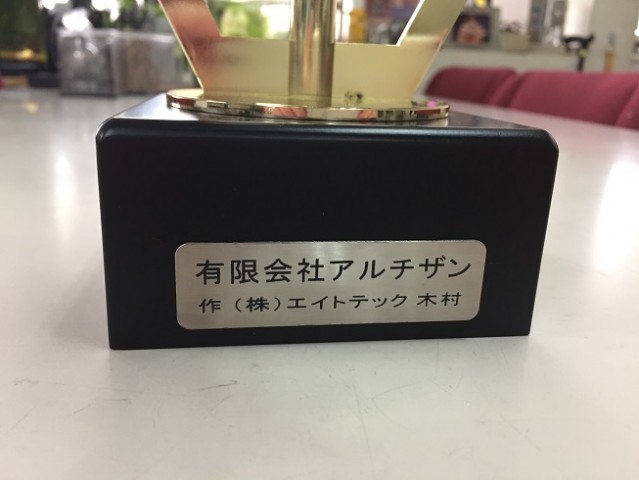 有限会社アルチザン
作（株）エイトテック 木村